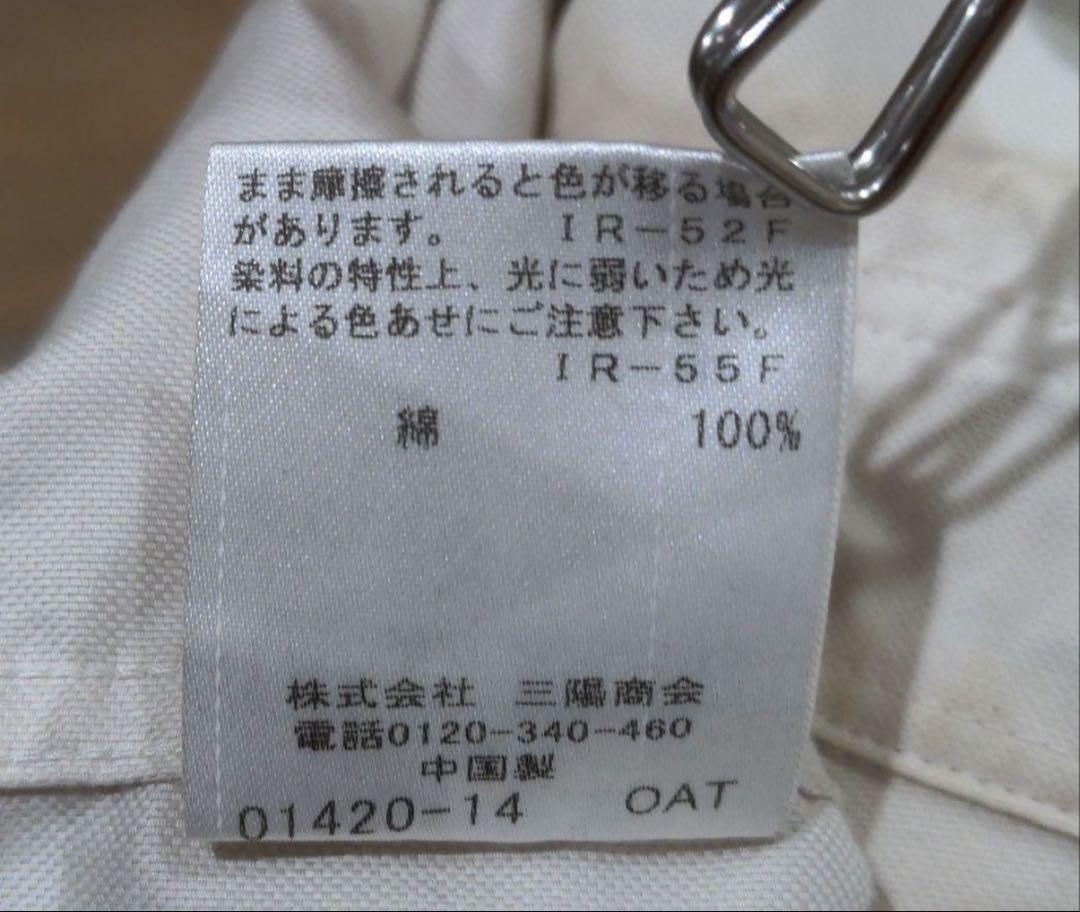 まま摩擦されると色が移る場合
があります。 IR-52F
染料の特性上、光に弱いため光
による色あせにご注意下さい。
IR-55F
綿 100%
株式会社 三陽商会
電話0120-340-460
中国製
01420-14 OAT